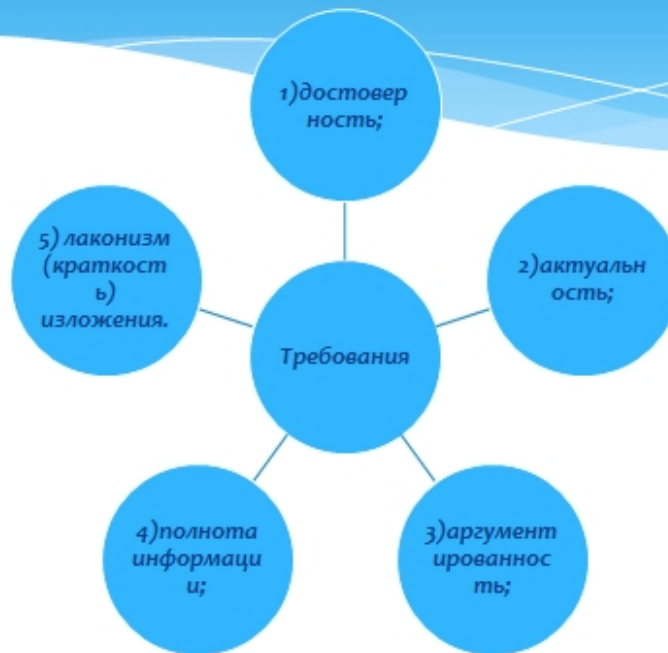 1)достовер
ность;
2)актуальн
ость;
3)аргумент
ированнос
ть;
4)полнота
информаци
и;
5) лаконизм
(краткост
ь)
изложения.
Требования